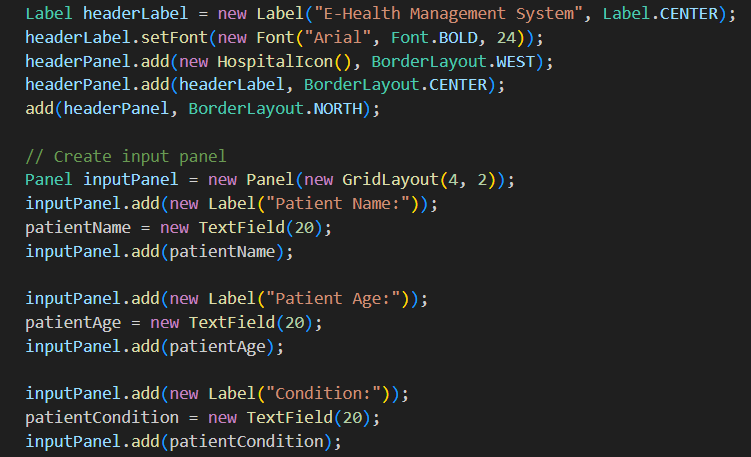 Label headerLabel = new Label("E-Health Management System", Label.CENTER);
headerLabel.setFont(new Font("Arial", Font.BOLD, 24));
headerPanel.add(new HospitalIcon(), BorderLayout.WEST);
headerPanel.add(headerLabel, BorderLayout.CENTER);
add(headerPanel, BorderLayout.NORTH);

// Create input panel
Panel inputPanel = new Panel(new GridLayout(4, 2));
inputPanel.add(new Label("Patient Name:"));
patientName = new TextField(20);
inputPanel.add(patientName);

inputPanel.add(new Label("Patient Age:"));
patientAge = new TextField(20);
inputPanel.add(patientAge);

inputPanel.add(new Label("Condition:"));
patientCondition = new TextField(20);
inputPanel.add(patientCondition);